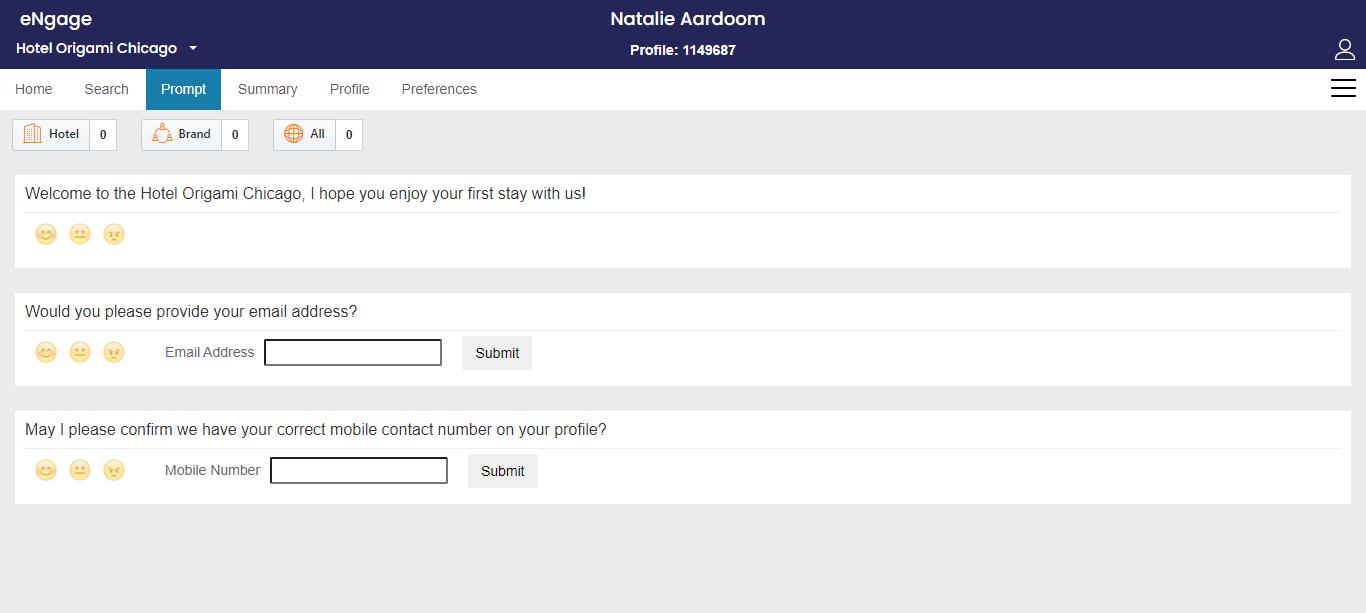 eNgage
Natalie Aardoom
Hotel Origami Chicago
Profile: 1149687
Home Search Prompt Summary Profile Preferences
Hotel 0 Brand 0 All 0
Welcome to the Hotel Origami Chicago, I hope you enjoy your first stay with us!
Would you please provide your email address?
Email Address Submit
May I please confirm we have your correct mobile contact number on your profile?
Mobile Number Submit